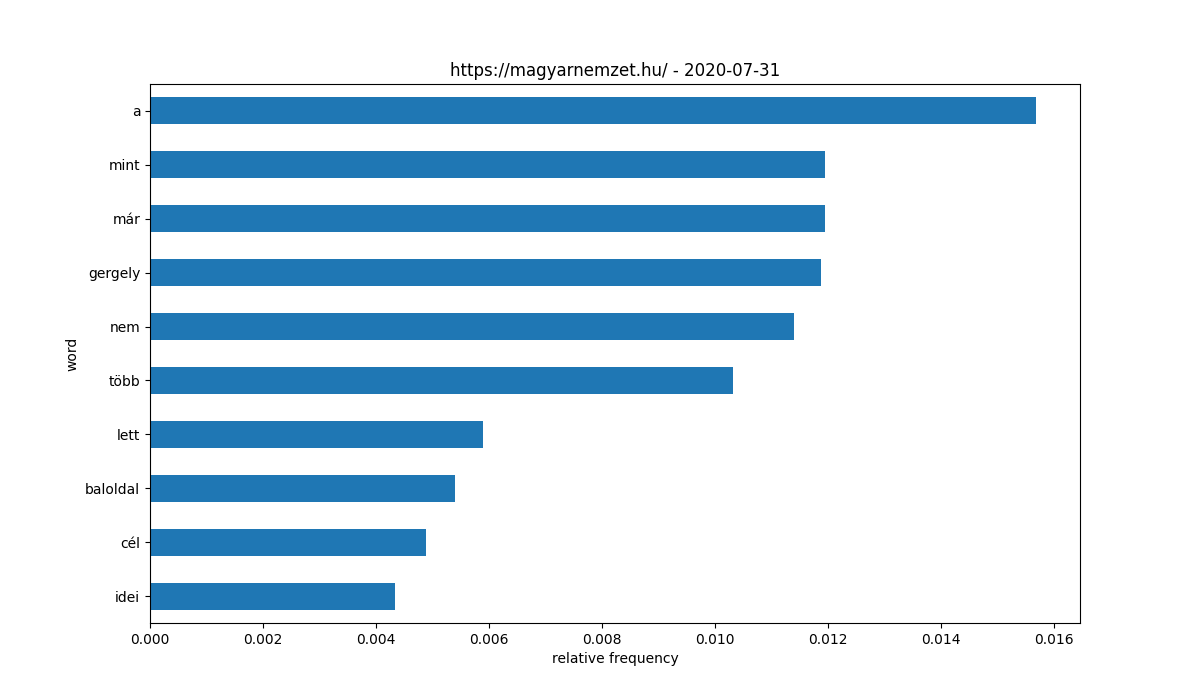 https://magyarnemzet.hu/ - 2020-07-31
a
mint
már
gergely
nem
több
lett
baloldal
cél
idei
word
0.000 0.002 0.004 0.006 0.008 0.010 0.012 0.014 0.016
relative frequency